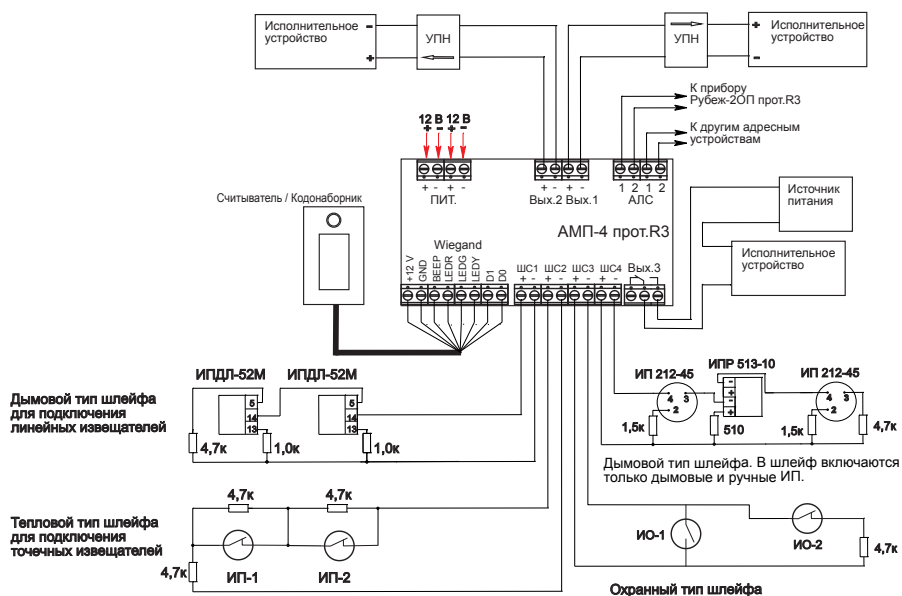 Исполнительное
устройство
-
+
УПН
УПН
+
-
Исполнительное
устройство
К прибору
Рубеж-2ОП прот.R3
К другим адресным
устройствам
12 В 12 В
+ - + -
+ - + -
ПИТ.
+ - + -
Вых.2 Вых.1
1 2 1 2
АЛС
Считыватель / Кодонаборник
АМП-4 прот.R3
Источник
питания
Исполнительное
устройство
Wiegand
+12 V
GND
BEEP
LEDR
LEDG
LEDY
D1
D0
ШС1 ШС2 ШС3 ШС4
+ - + - + - + -
Вых.3
Дымовой тип шлейфа
для подключения
линейных извещателей
ИПДЛ-52М
ИПДЛ-52М
5
14
13
5
14
13
4,7к
1,0к
1,0к
ИП 212-45
ИПР 513-10
ИП 212-45
4 3
2
-
+
-
+
4 3
2
1,5к
510
1,5к
4,7к
Дымовой тип шлейфа. В шлейф включаются
только дымовые и ручные ИП.
Тепловой тип шлейфа
для подключения
точечных извещателей
4,7к
4,7к
4,7к
ИП-1
ИП-2
ИО-1
ИО-2
4,7к
Охранный тип шлейфа